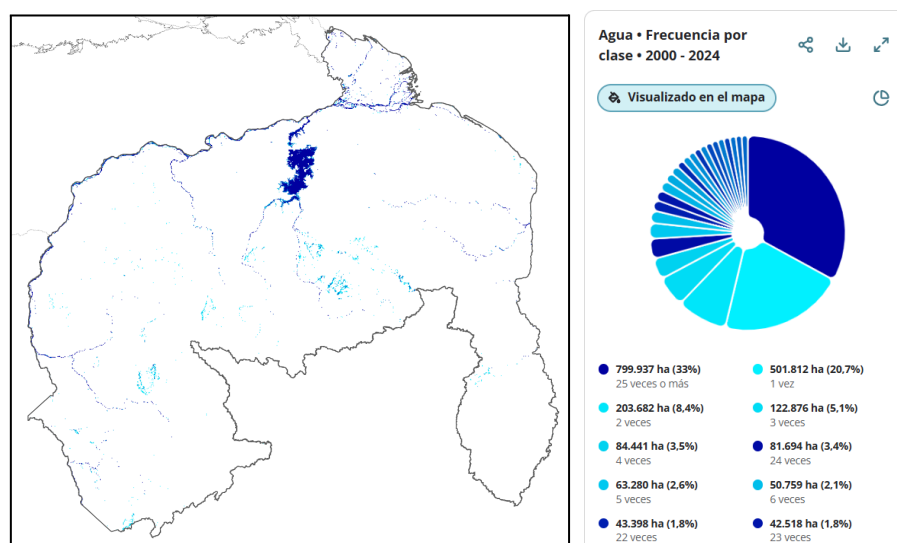 Agua • Frecuencia por
clase • 2000 - 2024
Visualizado en el mapa
799.937 ha (33%)
25 veces o más
501.812 ha (20,7%)
1 vez
203.682 ha (8,4%)
2 veces
122.876 ha (5,1%)
3 veces
84.441 ha (3,5%)
4 veces
81.694 ha (3,4%)
24 veces
63.280 ha (2,6%)
5 veces
50.759 ha (2,1%)
6 veces
43.398 ha (1,8%)
22 veces
42.518 ha (1,8%)
23 veces